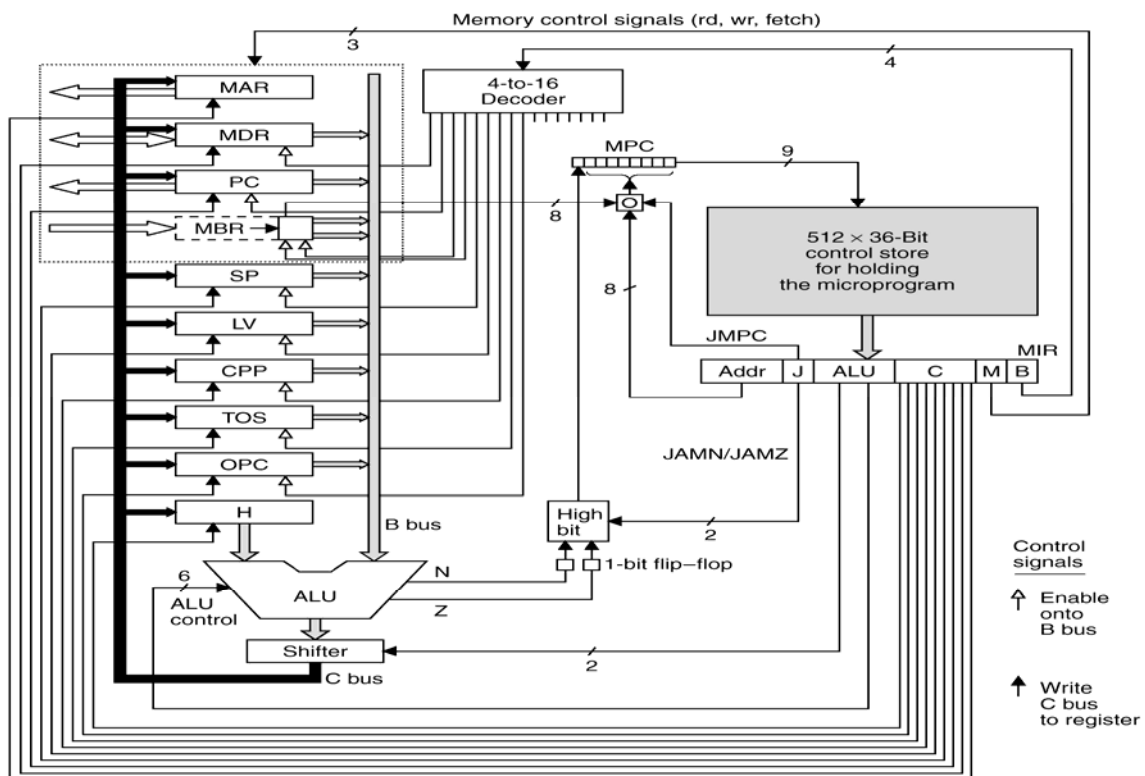 Memory control signals (rd, wr, fetch)
3
4
4-to-16
Decoder
MAR
MDR
PC
MBR
SP
LV
CPP
TOS
OPC
H
B bus
MPC
9
8
O
8
512 × 36-Bit
control store
for holding
the microprogram
JMPC
MIR
Addr
J
ALU
C
M
B
JAMN/JAMZ
High
bit
2
1-bit flip–flop
N
Z
6
ALU
control
ALU
Shifter
2
C bus
Control
signals
Enable
onto
B bus
Write
C bus
to register